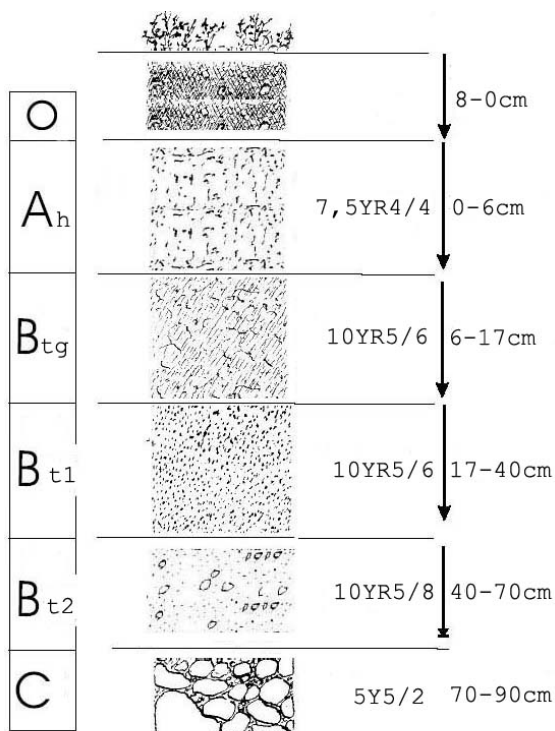 O 8-0cm
Ah 7,5YR4/4 0-6cm
Btg 10YR5/6 6-17cm
Bt1 10YR5/6 17-40cm
Bt2 10YR5/8 40-70cm
C 5Y5/2 70-90cm